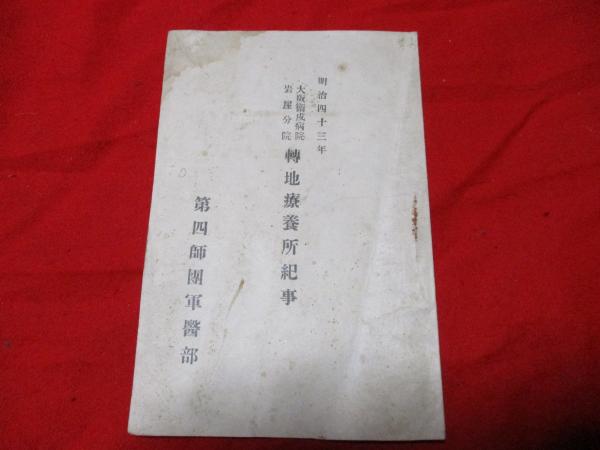 明治四十三年
大阪衞戍病院
岩屋分院
轉地療養所紀事
第四師團軍醫部